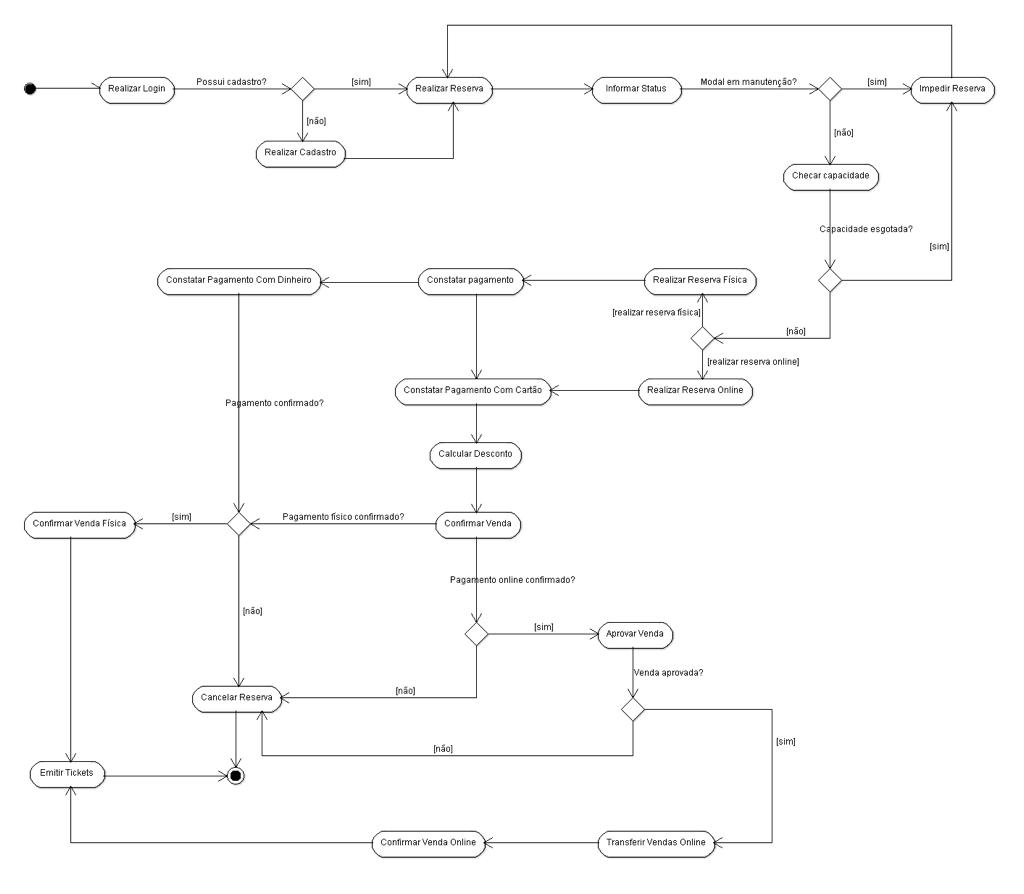 Realizar Login
Possui cadastro?
[sim]
Realizar Reserva
Informar Status
Modal em manutenção?
[sim]
Impedir Reserva
[não]
Realizar Cadastro
[não]
Checar capacidade
Capacidade esgotada?
[sim]
Constatar Pagamento Com Dinheiro
Constatar pagamento
Realizar Reserva Física
[realizar reserva física]
[não]
[realizar reserva online]
Constatar Pagamento Com Cartão
Realizar Reserva Online
Pagamento confirmado?
Calcular Desconto
Confirmar Venda Física
[sim]
Pagamento físico confirmado?
Confirmar Venda
Pagamento online confirmado?
[não]
[sim]
Aprovar Venda
Venda aprovada?
Cancelar Reserva
[não]
[não]
[sim]
Emitir Tickets
Confirmar Venda Online
Transferir Vendas Online